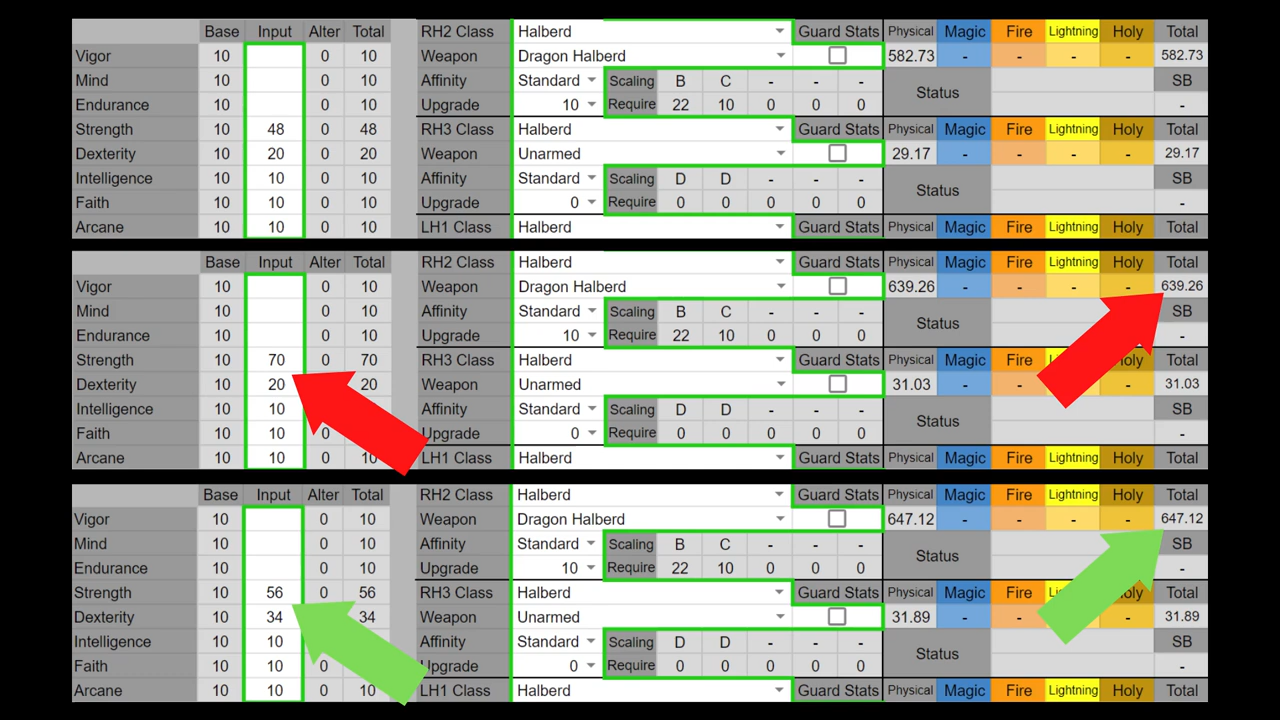 Base Input Alter Total RH2 Class Halberd Guard Stats Physical Magic Fire Lightning Holy Total
Vigor 10 0 10 Weapon Dragon Halberd 582.73 - - - - 582.73
Mind 10 0 10 Affinity Standard Scaling B C - - - Status SB
Endurance 10 0 10 Upgrade 10 Require 22 10 0 0 0 -
Strength 10 48 0 48 RH3 Class Halberd Guard Stats Physical Magic Fire Lightning Holy Total
Dexterity 10 20 0 20 Weapon Unarmed 29.17 - - - - 29.17
Intelligence 10 10 0 10 Affinity Standard Scaling D D - - - Status SB
Faith 10 10 0 10 Upgrade 0 Require 0 0 0 0 0 -
Arcane 10 10 0 10 LH1 Class Halberd Guard Stats Physical Magic Fire Lightning Holy Total
Base Input Alter Total RH2 Class Halberd Guard Stats Physical Magic Fire Lightning Holy Total
Vigor 10 0 10 Weapon Dragon Halberd 639.26 - - - - 639.26
Mind 10 0 10 Affinity Standard Scaling B C - - - Status SB
Endurance 10 0 10 Upgrade 10 Require 22 10 0 0 0 -
Strength 10 70 0 70 RH3 Class Halberd Guard Stats Physical Magic Fire Holy Total
Dexterity 10 20 20 Weapon Unarmed 31.03 - - - - 31.03
Intelligence 10 10 10 Affinity Standard Scaling D D - - - Status SB
Faith 10 10 Upgrade 0 Require 0 0 0 0 0 -
Arcane 10 10 0 10 LH1 Class Halberd Guard Stats Physical Magic Fire Lightning Holy Total
Base Input Alter Total RH2 Class Halberd Guard Stats Physical Magic Fire Lightning Holy Total
Vigor 10 0 10 Weapon Dragon Halberd 647.12 - - - - 647.12
Mind 10 0 10 Affinity Standard Scaling B C - - - Status SB
Endurance 10 0 10 Upgrade 10 Require 22 10 0 0 0 -
Strength 10 56 0 56 RH3 Class Halberd Guard Stats Physical Magic Fire Holy Total
Dexterity 10 34 34 Weapon Unarmed 31.89 - - - - 31.89
Intelligence 10 10 10 Affinity Standard Scaling D D - - - Status SB
Faith 10 10 0 Upgrade 0 Require 0 0 0 0 0 -
Arcane 10 10 0 10 LH1 Class Halberd Guard Stats Physical Magic Fire Lightning Holy Total